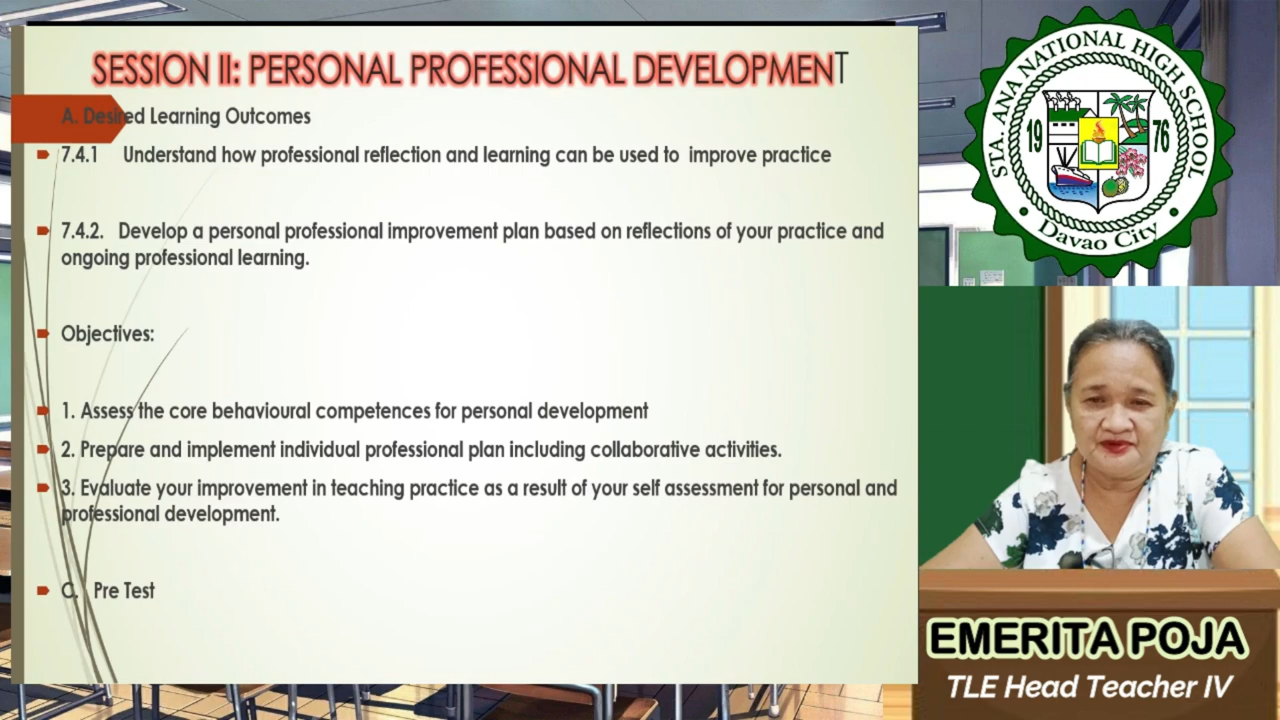 SESSION II: PERSONAL PROFESSIONAL DEVELOPMENT
A. Desired Learning Outcomes
7.4.1 Understand how professional reflection and learning can be used to improve practice
7.4.2. Develop a personal professional improvement plan based on reflections of your practice and
ongoing professional learning.
Objectives:
1. Assess the core behavioural competences for personal development
2. Prepare and implement individual professional plan including collaborative activities.
3. Evaluate your improvement in teaching practice as a result of your self assessment for personal and
professional development.
C. Pre Test
STA. ANA NATIONAL HIGH SCHOOL
19 76
Davao City
EMERITA POJA
TLE Head Teacher IV